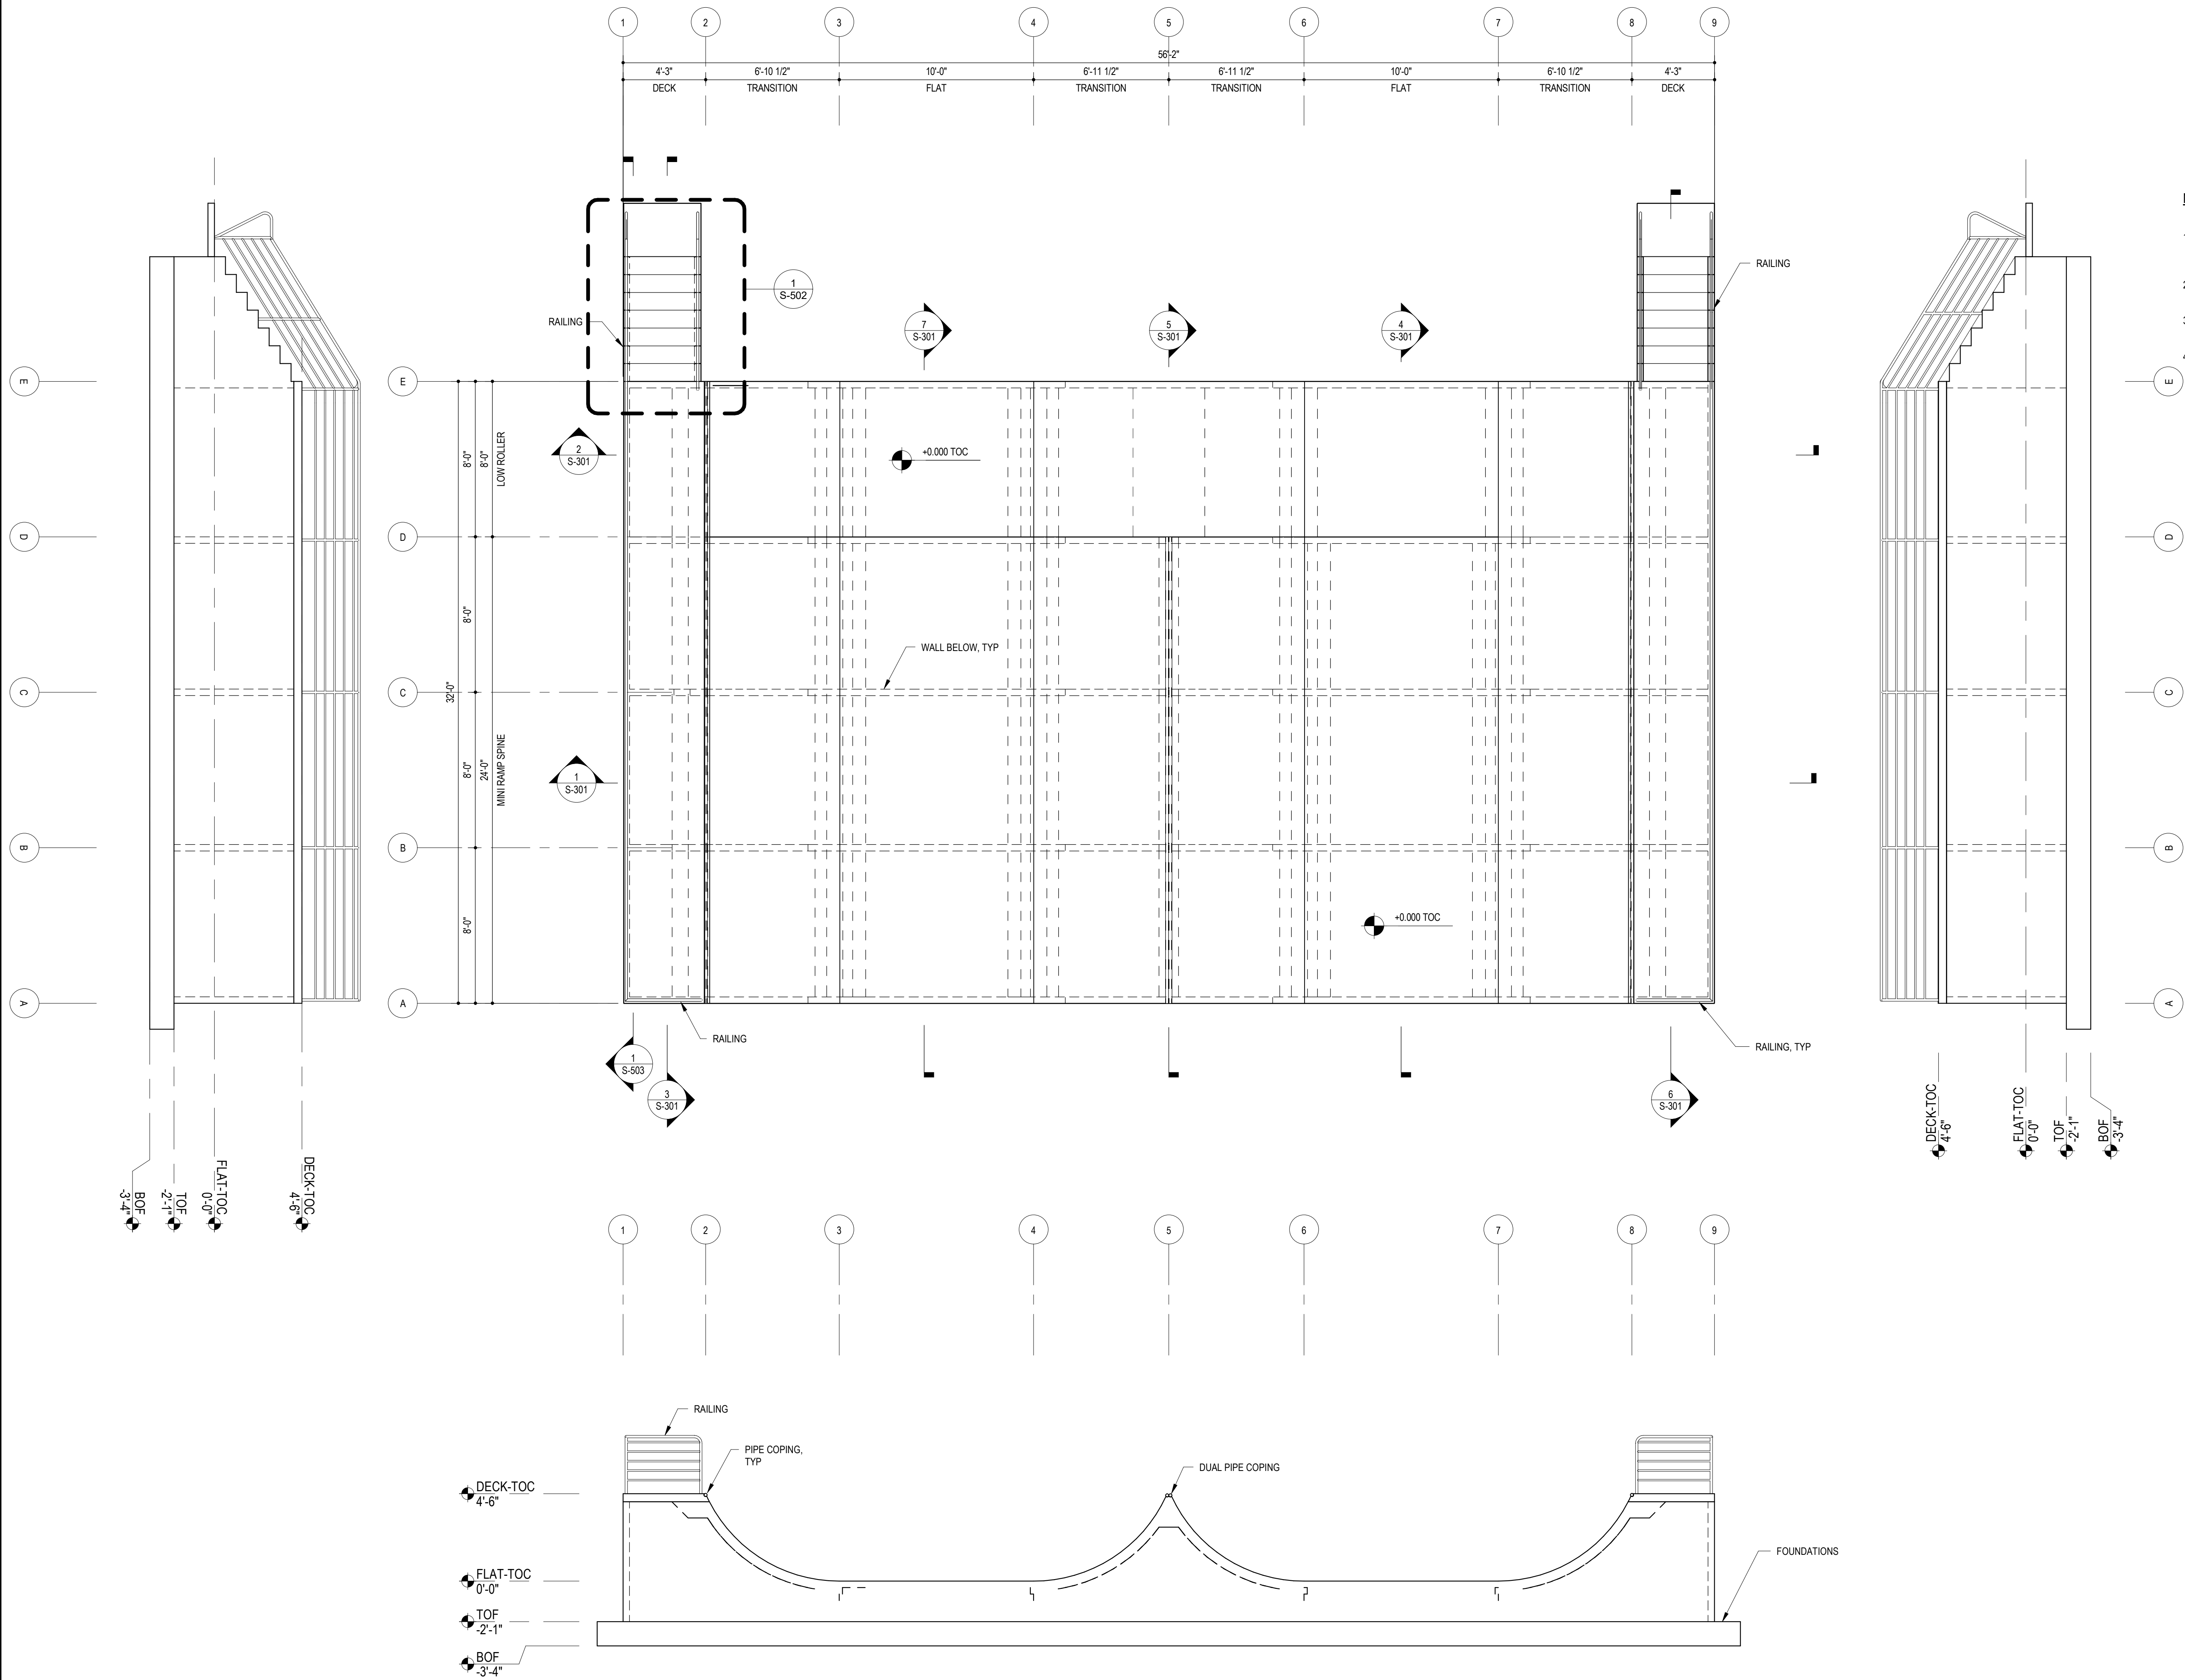 1 2 3 4 5 6 7 8 9
56'-2"
4'-3" 6'-10 1/2" 10'-0" 6'-11 1/2" 6'-11 1/2" 10'-0" 6'-10 1/2" 4'-3"
DECK TRANSITION FLAT TRANSITION TRANSITION FLAT TRANSITION DECK
1
S-502
RAILING
RAILING
7
S-301
5
S-301
4
S-301
E
D
C
B
A
E
D
C
B
A
E
D
C
B
A
8'-0"
8'-0"
LOW ROLLER
8'-0"
32'-0"
8'-0"
24'-0"
MINI RAMP SPINE
8'-0"
2
S-301
1
S-301
+0.000 TOC
WALL BELOW, TYP
+0.000 TOC
RAILING
RAILING, TYP
1
S-503
3
S-301
6
S-301
BOF
-3'-4"
TOF
-2'-1"
FLAT-TOC
0'-0"
DECK-TOC
4'-6"
DECK-TOC
4'-6"
FLAT-TOC
0'-0"
TOF
-2'-1"
BOF
-3'-4"
1 2 3 4 5 6 7 8 9
RAILING
PIPE COPING,
TYP
DUAL PIPE COPING
DECK-TOC
4'-6"
FLAT-TOC
0'-0"
TOF
-2'-1"
BOF
-3'-4"
FOUNDATIONS